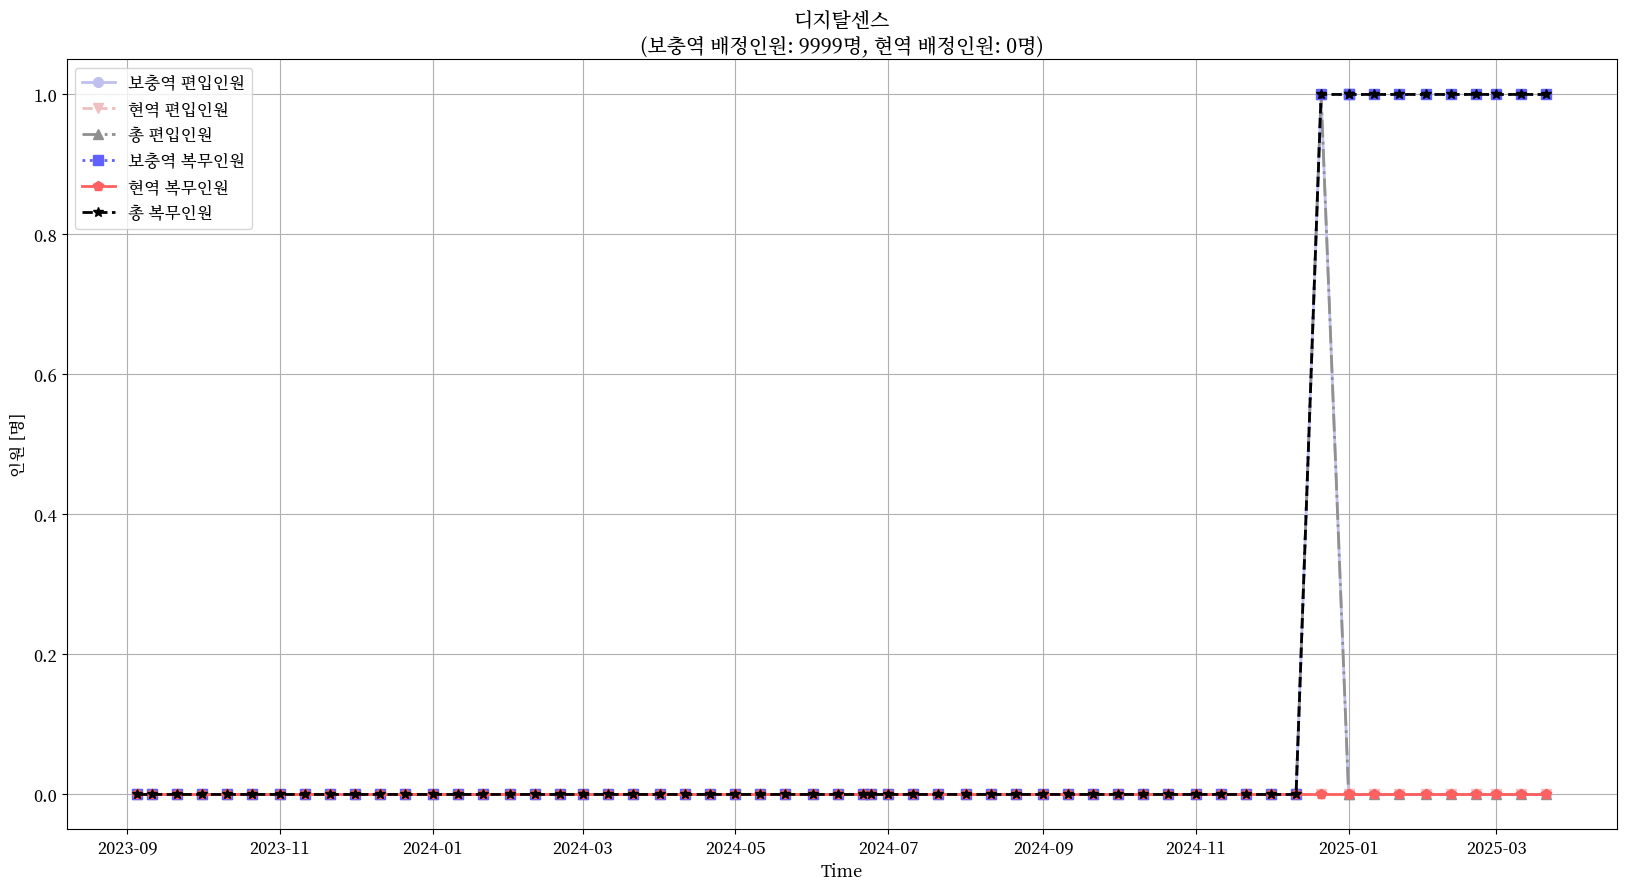 디지탈센스
(보충역 배정인원: 9999명, 현역 배정인원: 0명)
보충역 편입인원
현역 편입인원
총 편입인원
보충역 복무인원
현역 복무인원
총 복무인원
인원 [명]
1.0
0.8
0.6
0.4
0.2
0.0
2023-09 2023-11 2024-01 2024-03 2024-05 2024-07 2024-09 2024-11 2025-01 2025-03
Time